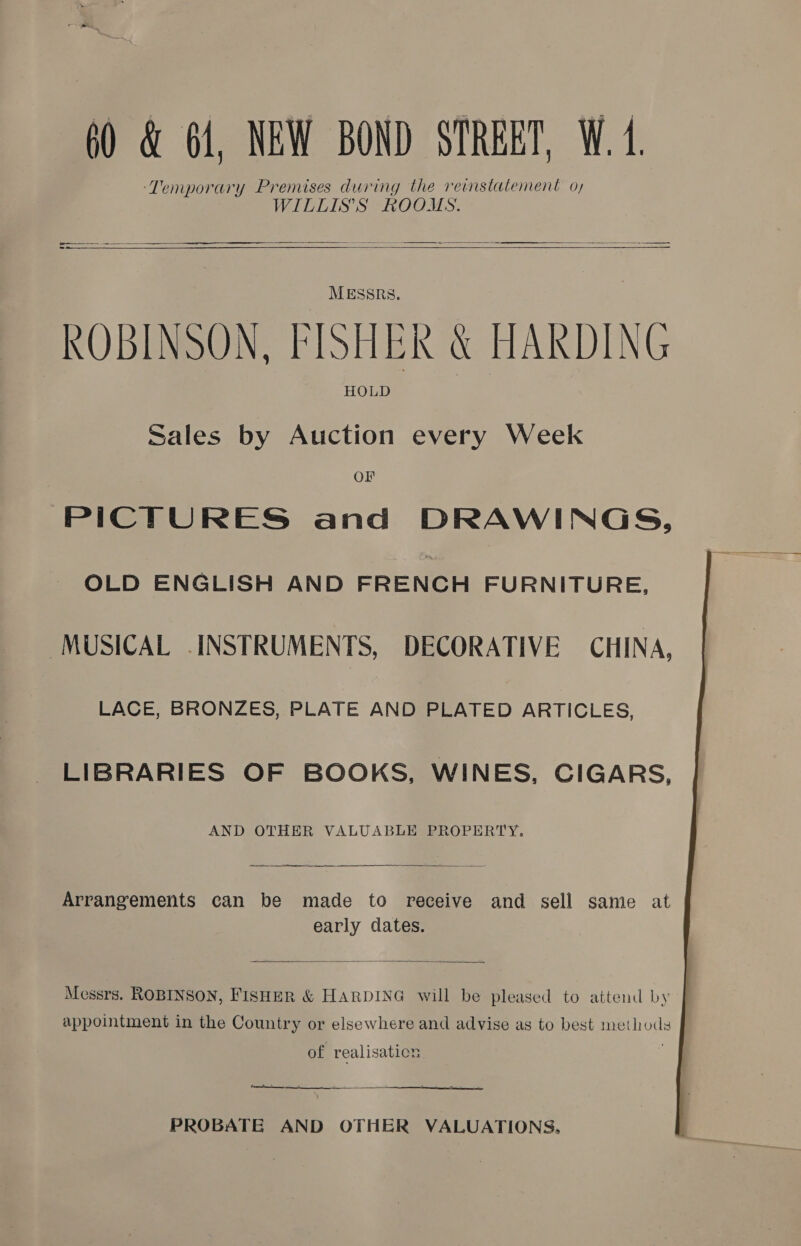 60 & 61, NEW BOND STREET, W. 1.
Temporary Premises during the reinstatement of
WILLIS'S ROOMS.
MESSRS.
ROBINSON, FISHER & HARDING
HOLD
Sales by Auction every Week
OF
PICTURES and DRAWINGS,
OLD ENGLISH AND FRENCH FURNITURE,
MUSICAL INSTRUMENTS, DECORATIVE CHINA,
LACE, BRONZES, PLATE AND PLATED ARTICLES,
LIBRARIES OF BOOKS, WINES, CIGARS,
AND OTHER VALUABLE PROPERTY.
Arrangements can be made to receive and sell same at
early dates.
Messrs. ROBINSON, FISHER & HARDING will be pleased to attend by
appointment in the Country or elsewhere and advise as to best methods
of realisation
PROBATE AND OTHER VALUATIONS.